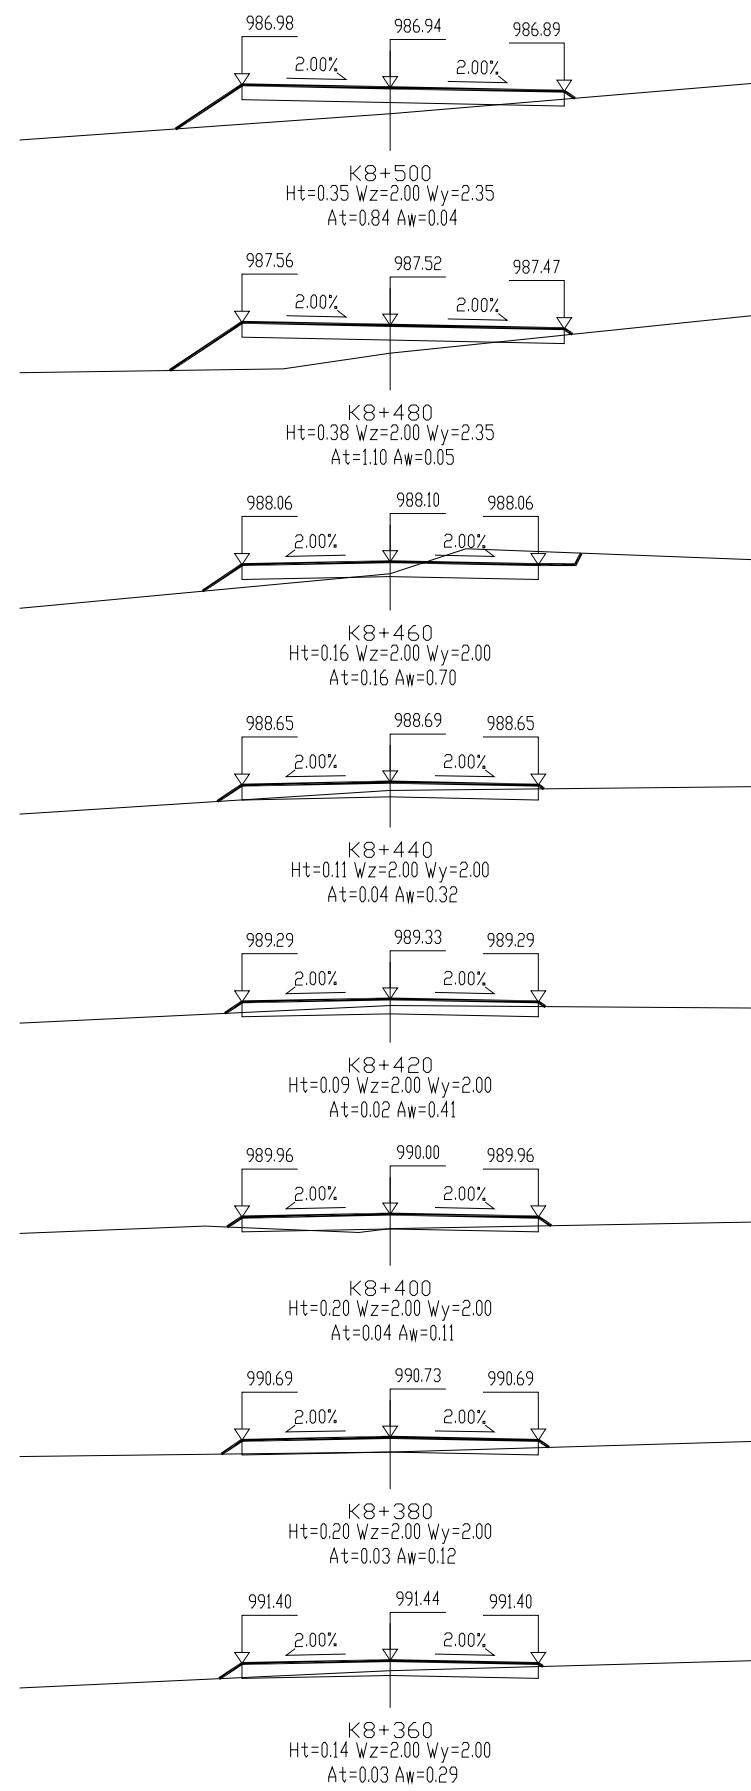 986.98 986.94 986.89
2.00% 2.00%
K8+500
Ht=0.35 Wz=2.00 Wy=2.35
At=0.84 Aw=0.04
987.56 987.52 987.47
2.00% 2.00%
K8+480
Ht=0.38 Wz=2.00 Wy=2.35
At=1.10 Aw=0.05
988.06 988.10 988.06
2.00% 2.00%
K8+460
Ht=0.16 Wz=2.00 Wy=2.00
At=0.16 Aw=0.70
988.65 988.69 988.65
2.00% 2.00%
K8+440
Ht=0.11 Wz=2.00 Wy=2.00
At=0.04 Aw=0.32
989.29 989.33 989.29
2.00% 2.00%
K8+420
Ht=0.09 Wz=2.00 Wy=2.00
At=0.02 Aw=0.41
989.96 990.00 989.96
2.00% 2.00%
K8+400
Ht=0.20 Wz=2.00 Wy=2.00
At=0.04 Aw=0.11
990.69 990.73 990.69
2.00% 2.00%
K8+380
Ht=0.20 Wz=2.00 Wy=2.00
At=0.03 Aw=0.12
991.40 991.44 991.40
2.00% 2.00%
K8+360
Ht=0.14 Wz=2.00 Wy=2.00
At=0.03 Aw=0.29